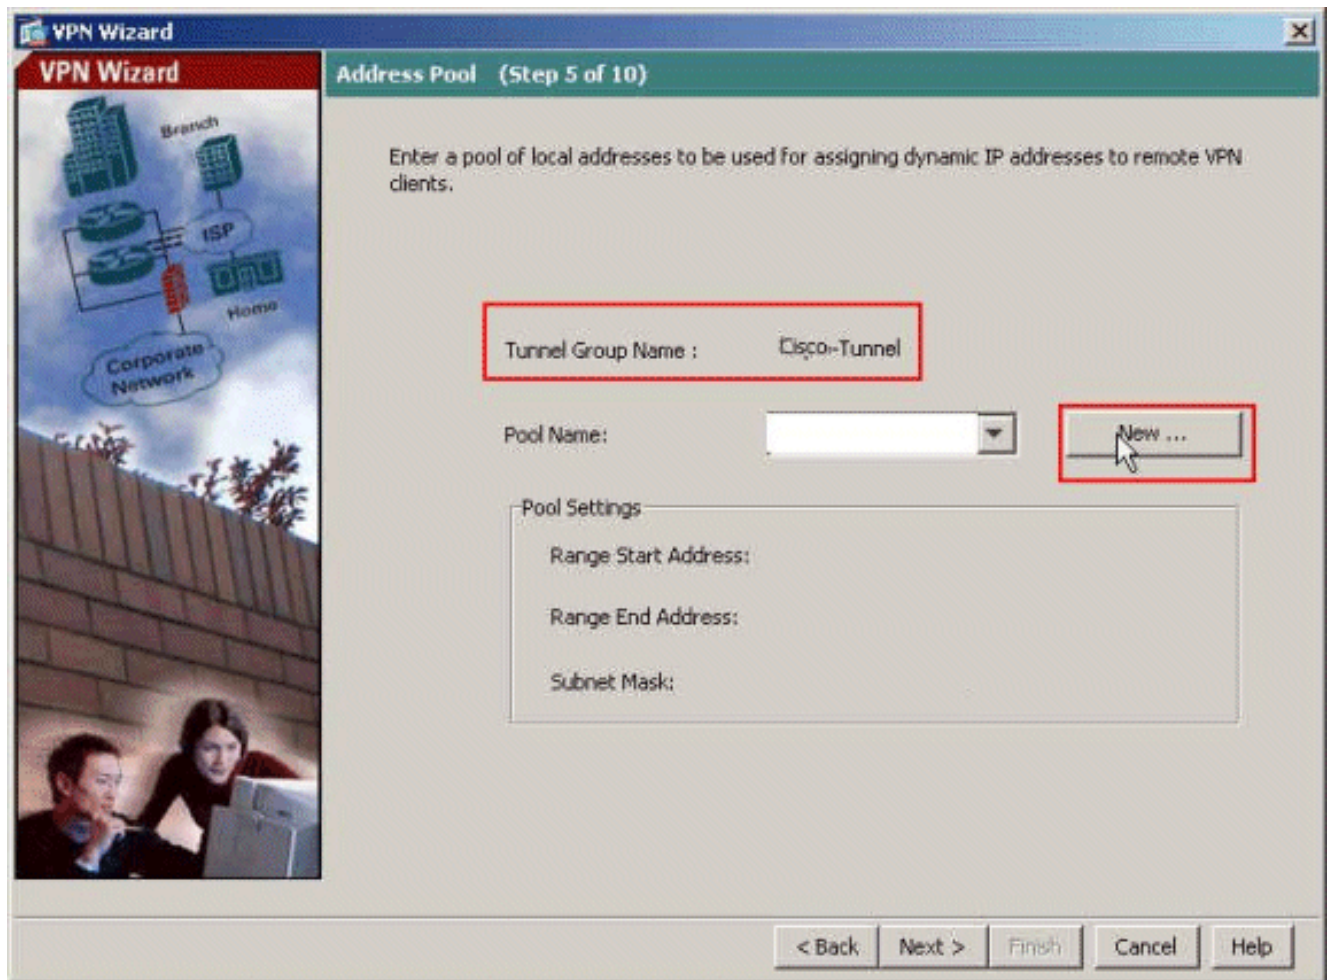 VPN Wizard
VPN Wizard
Address Pool (Step 5 of 10)
Branch
ISP
Home
Corporate
Network
Enter a pool of local addresses to be used for assigning dynamic IP addresses to remote VPN
clients.
Tunnel Group Name : Cisco-Tunnel
Pool Name:
New ...
Pool Settings
Range Start Address:
Range End Address:
Subnet Mask:
< Back
Next >
Finish
Cancel
Help